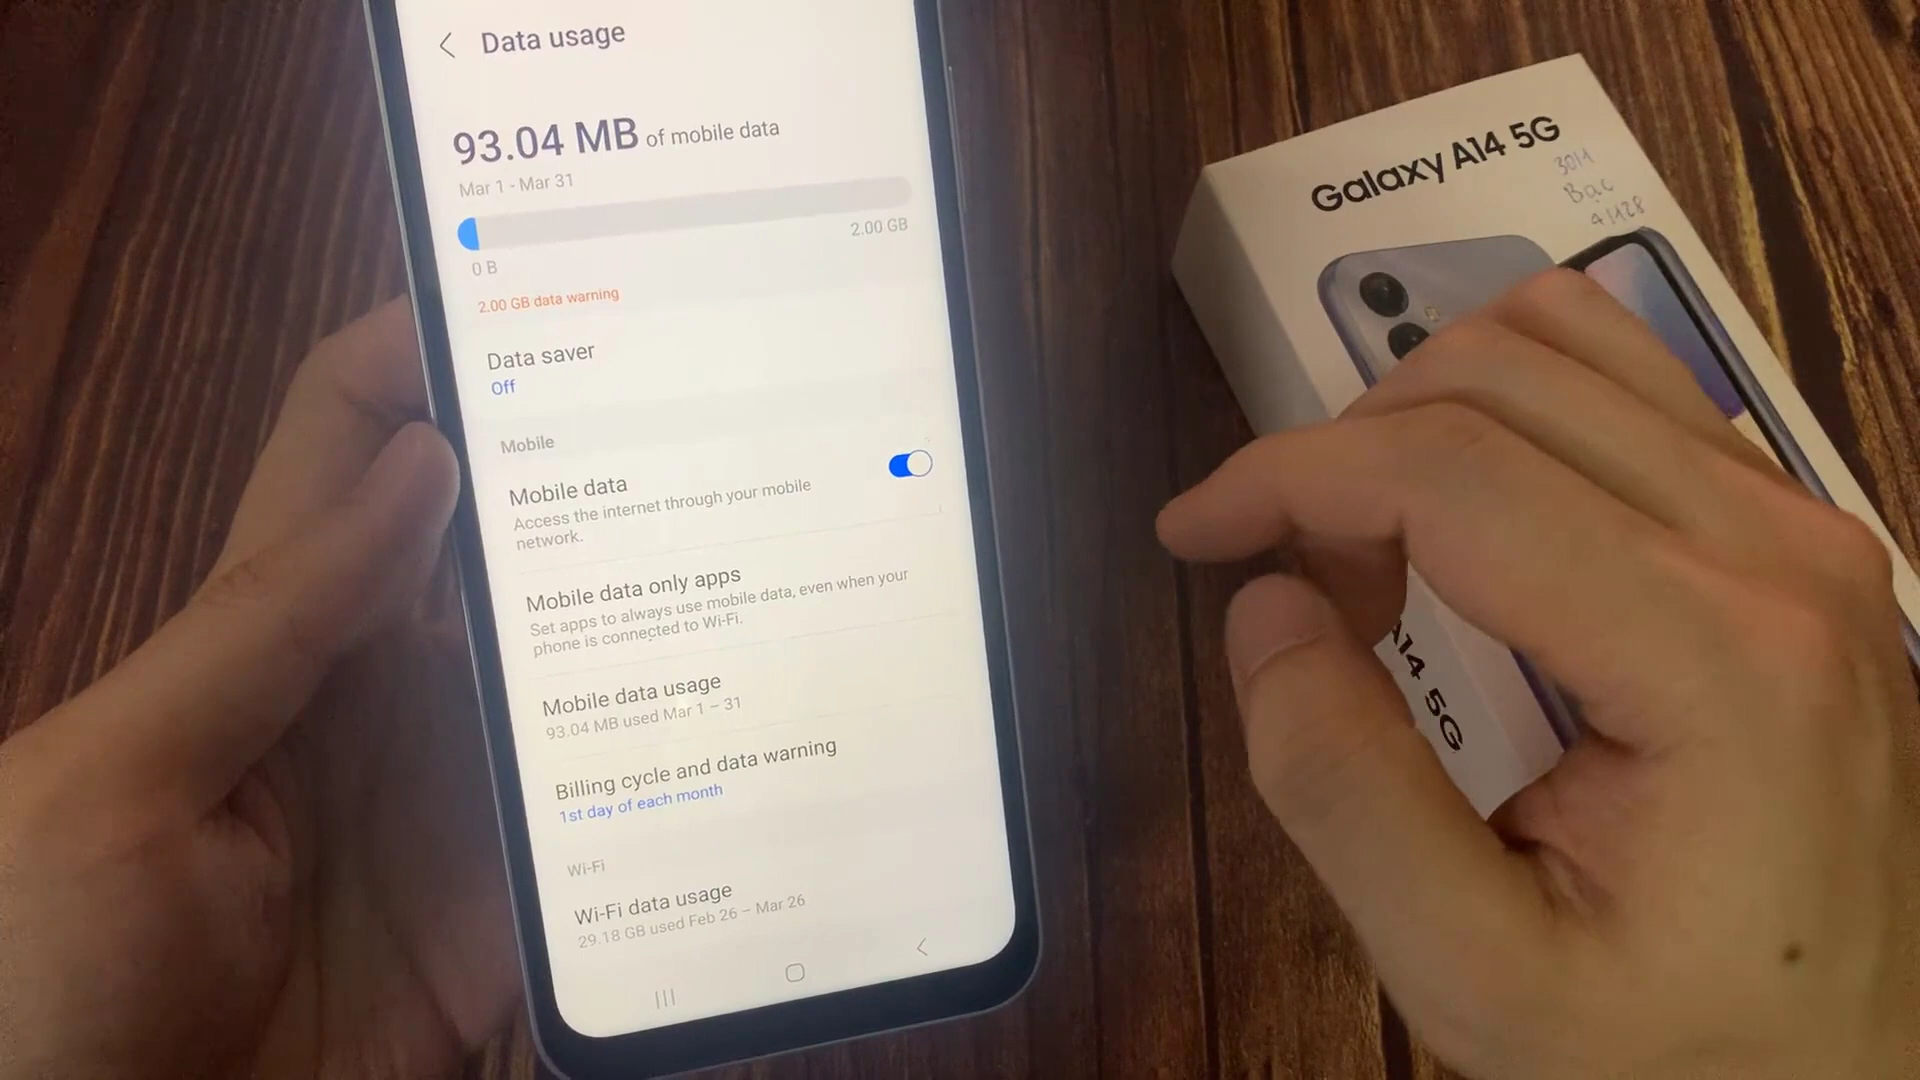 Data usage
93.04 MB of mobile data
Mar 1 - Mar 31
2.00 GB
0 B
2.00 GB data warning
Data saver
Off
Mobile
Mobile data
Access the internet through your mobile
network.
Mobile data only apps
Set apps to always use mobile data, even when your
phone is connected to Wi-Fi.
Mobile data usage
93.04 MB used Mar 1 – 31
Billing cycle and data warning
1st day of each month
Wi-Fi
Wi-Fi data usage
29.18 GB used Feb 26 – Mar 26
Galaxy A14 5G
Bạc
A14 5G